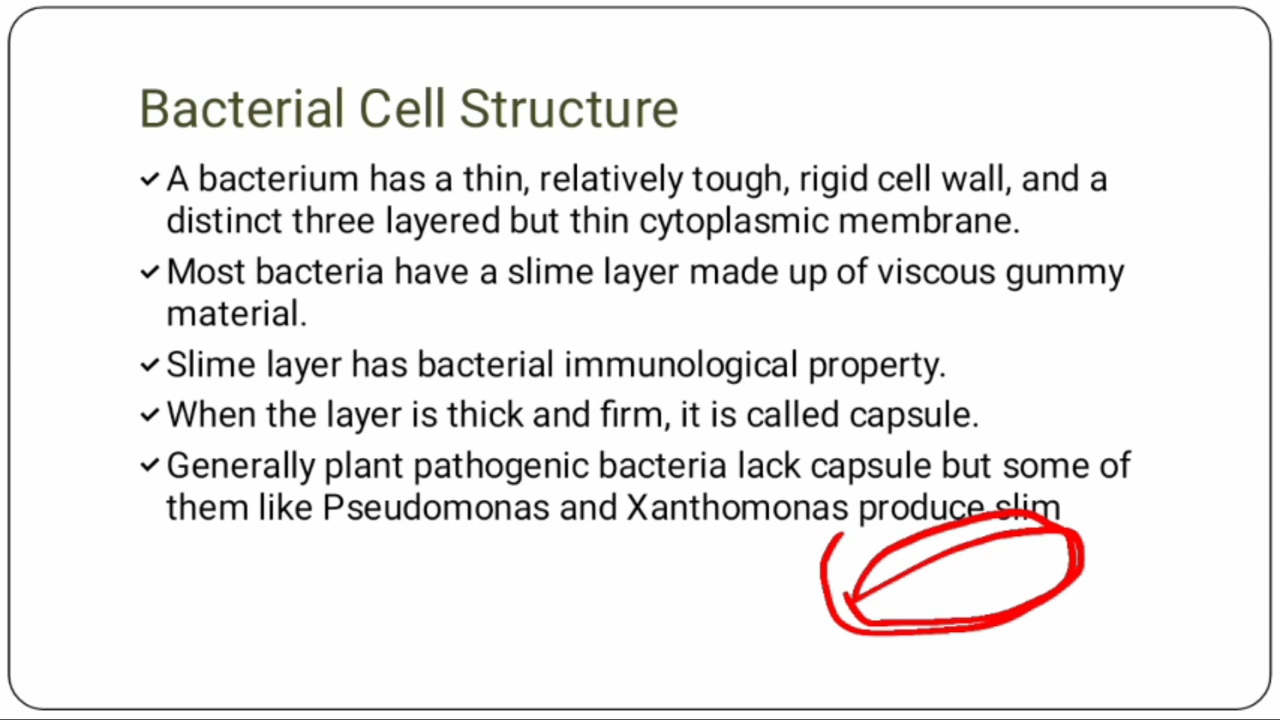 Bacterial Cell Structure
✓ A bacterium has a thin, relatively tough, rigid cell wall, and a
distinct three layered but thin cytoplasmic membrane.
✓ Most bacteria have a slime layer made up of viscous gummy
material.
✓ Slime layer has bacterial immunological property.
✓ When the layer is thick and firm, it is called capsule.
✓ Generally plant pathogenic bacteria lack capsule but some of
them like Pseudomonas and Xanthomonas produce slim